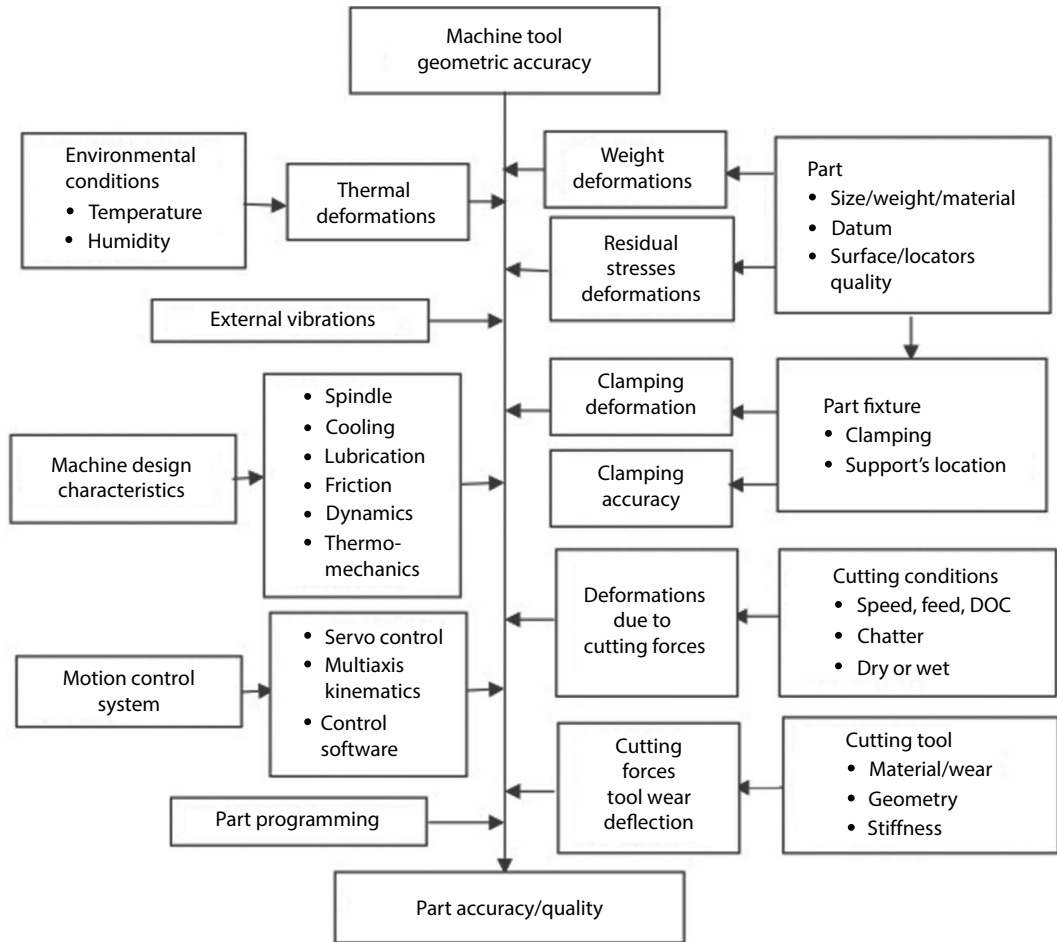 Machine tool
geometric accuracy
Environmental
conditions
• Temperature
• Humidity
Thermal
deformations
Weight
deformations
Part
• Size/weight/material
• Datum
• Surface/locators
quality
Residual
stresses
deformations
External vibrations
Machine design
characteristics
• Spindle
• Cooling
• Lubrication
• Friction
• Dynamics
• Thermo-
mechanics
Clamping
deformation
Clamping
accuracy
Part fixture
• Clamping
• Support's location
Motion control
system
• Servo control
• Multiaxis
kinematics
• Control
software
Deformations
due to
cutting forces
Cutting conditions
• Speed, feed, DOC
• Chatter
• Dry or wet
Part programming
Cutting
forces
tool wear
deflection
Cutting tool
• Material/wear
• Geometry
• Stiffness
Part accuracy/quality